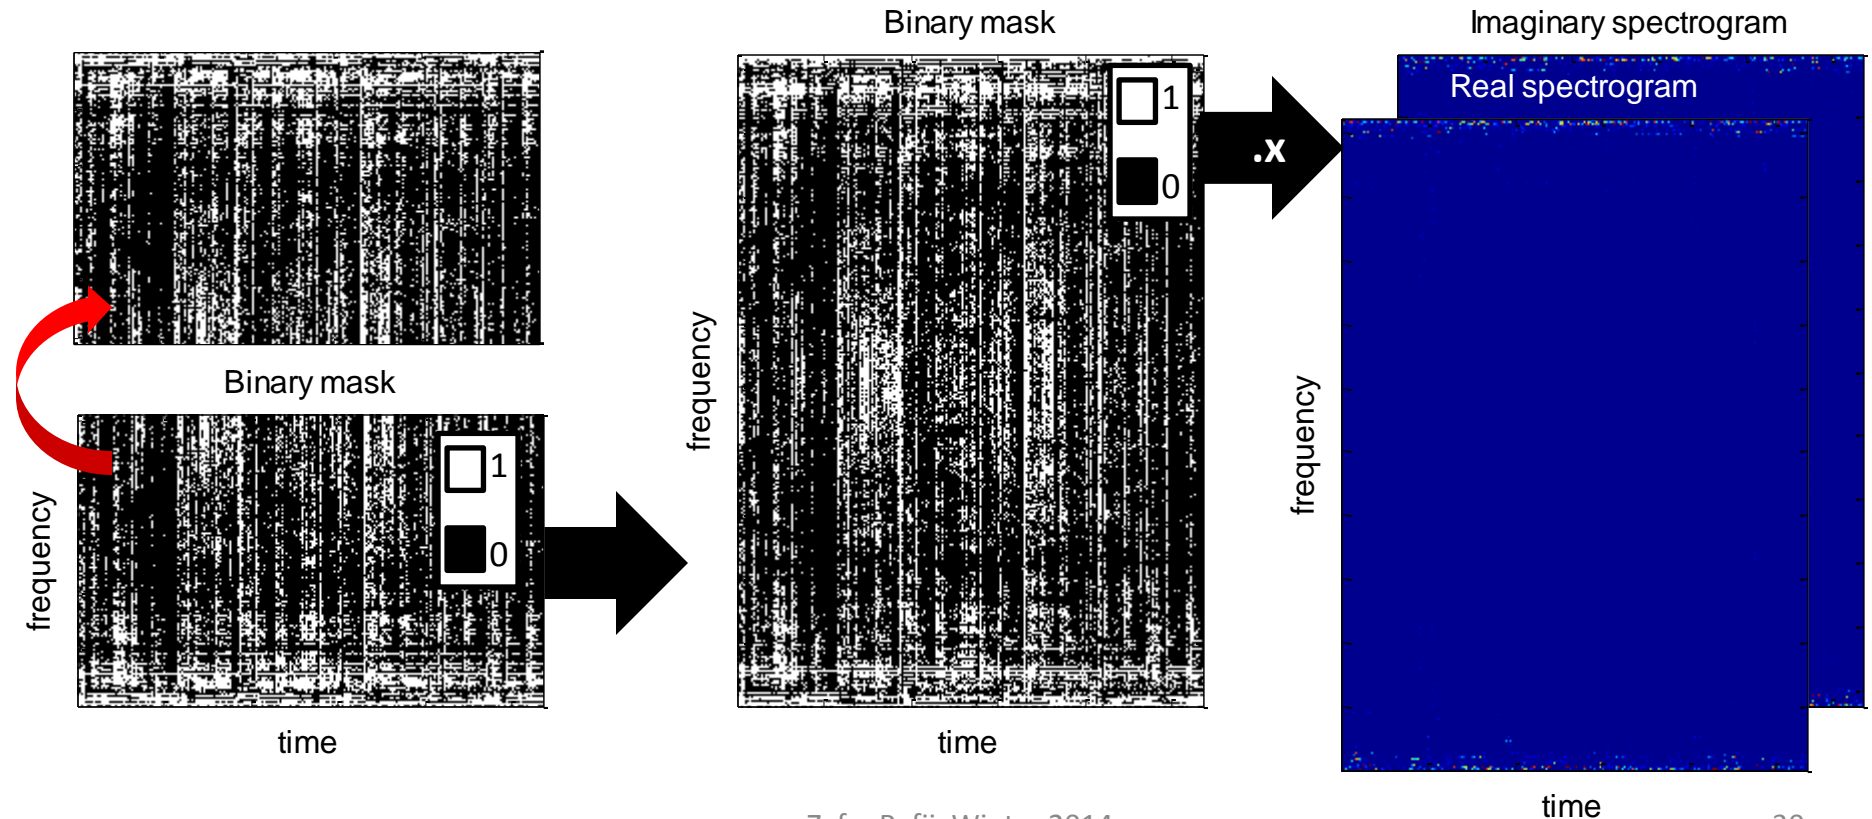 Binary mask
Imaginary spectrogram
Real spectrogram
1
0
.x
frequency
Binary mask
1
0
frequency
frequency
time
time
time